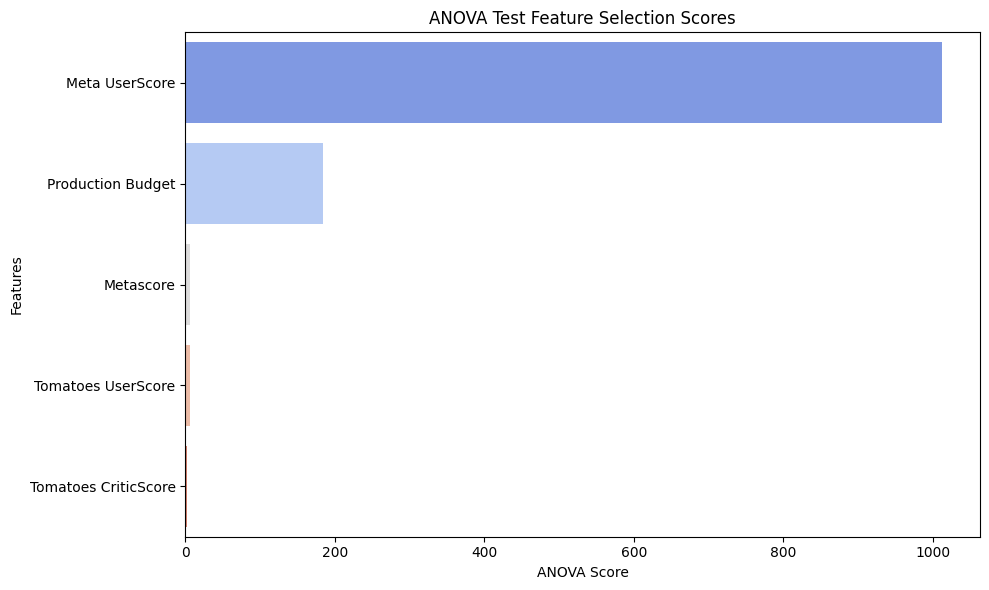 ANOVA Test Feature Selection Scores
Features
Meta UserScore
Production Budget
Metascore
Tomatoes UserScore
Tomatoes CriticScore
0 200 400 600 800 1000
ANOVA Score